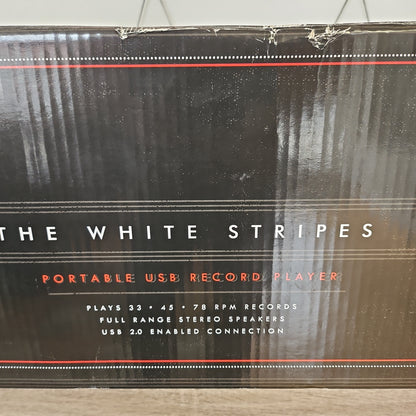 THE WHITE STRIPES
PORTABLE USB RECORD PLAYER
PLAYS 33 • 45 • 78 RPM RECORDS
FULL RANGE STEREO SPEAKERS
USB 2.0 ENABLED CONNECTION